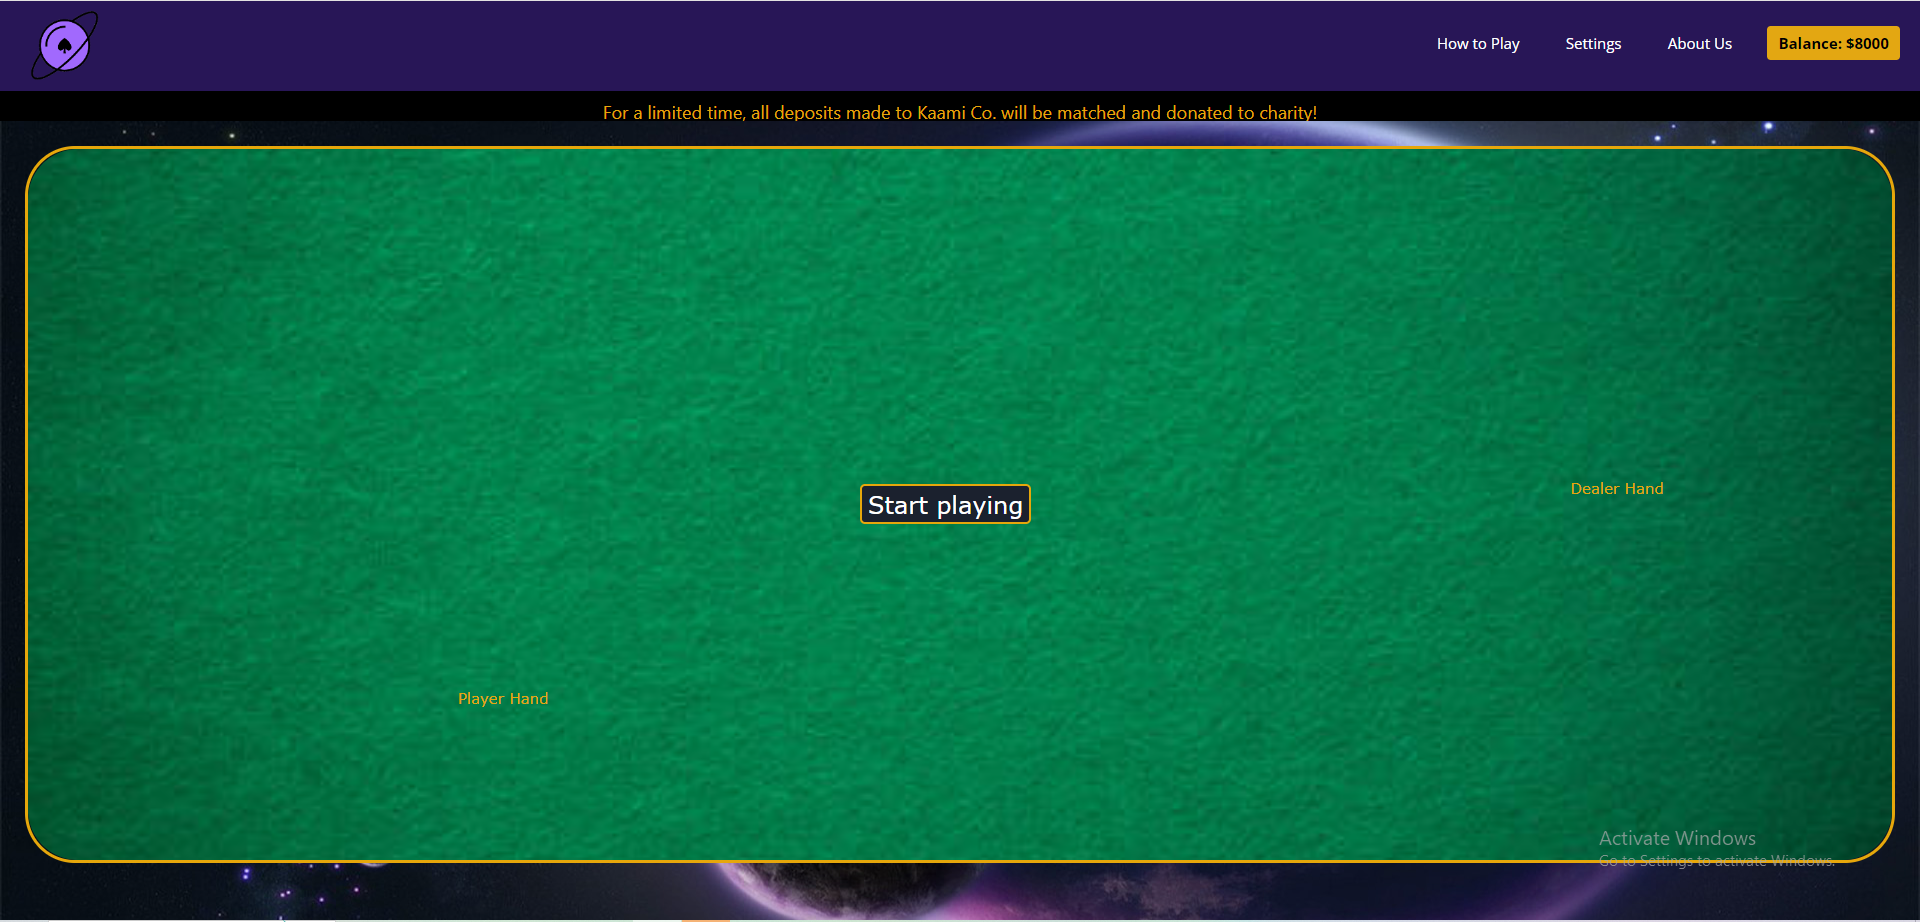 How to Play
Settings
About Us
Balance: $8000
For a limited time, all deposits made to Kaami Co. will be matched and donated to charity!
Dealer Hand
Start playing
Player Hand
Activate Windows
Go to Settings to activate Windows.